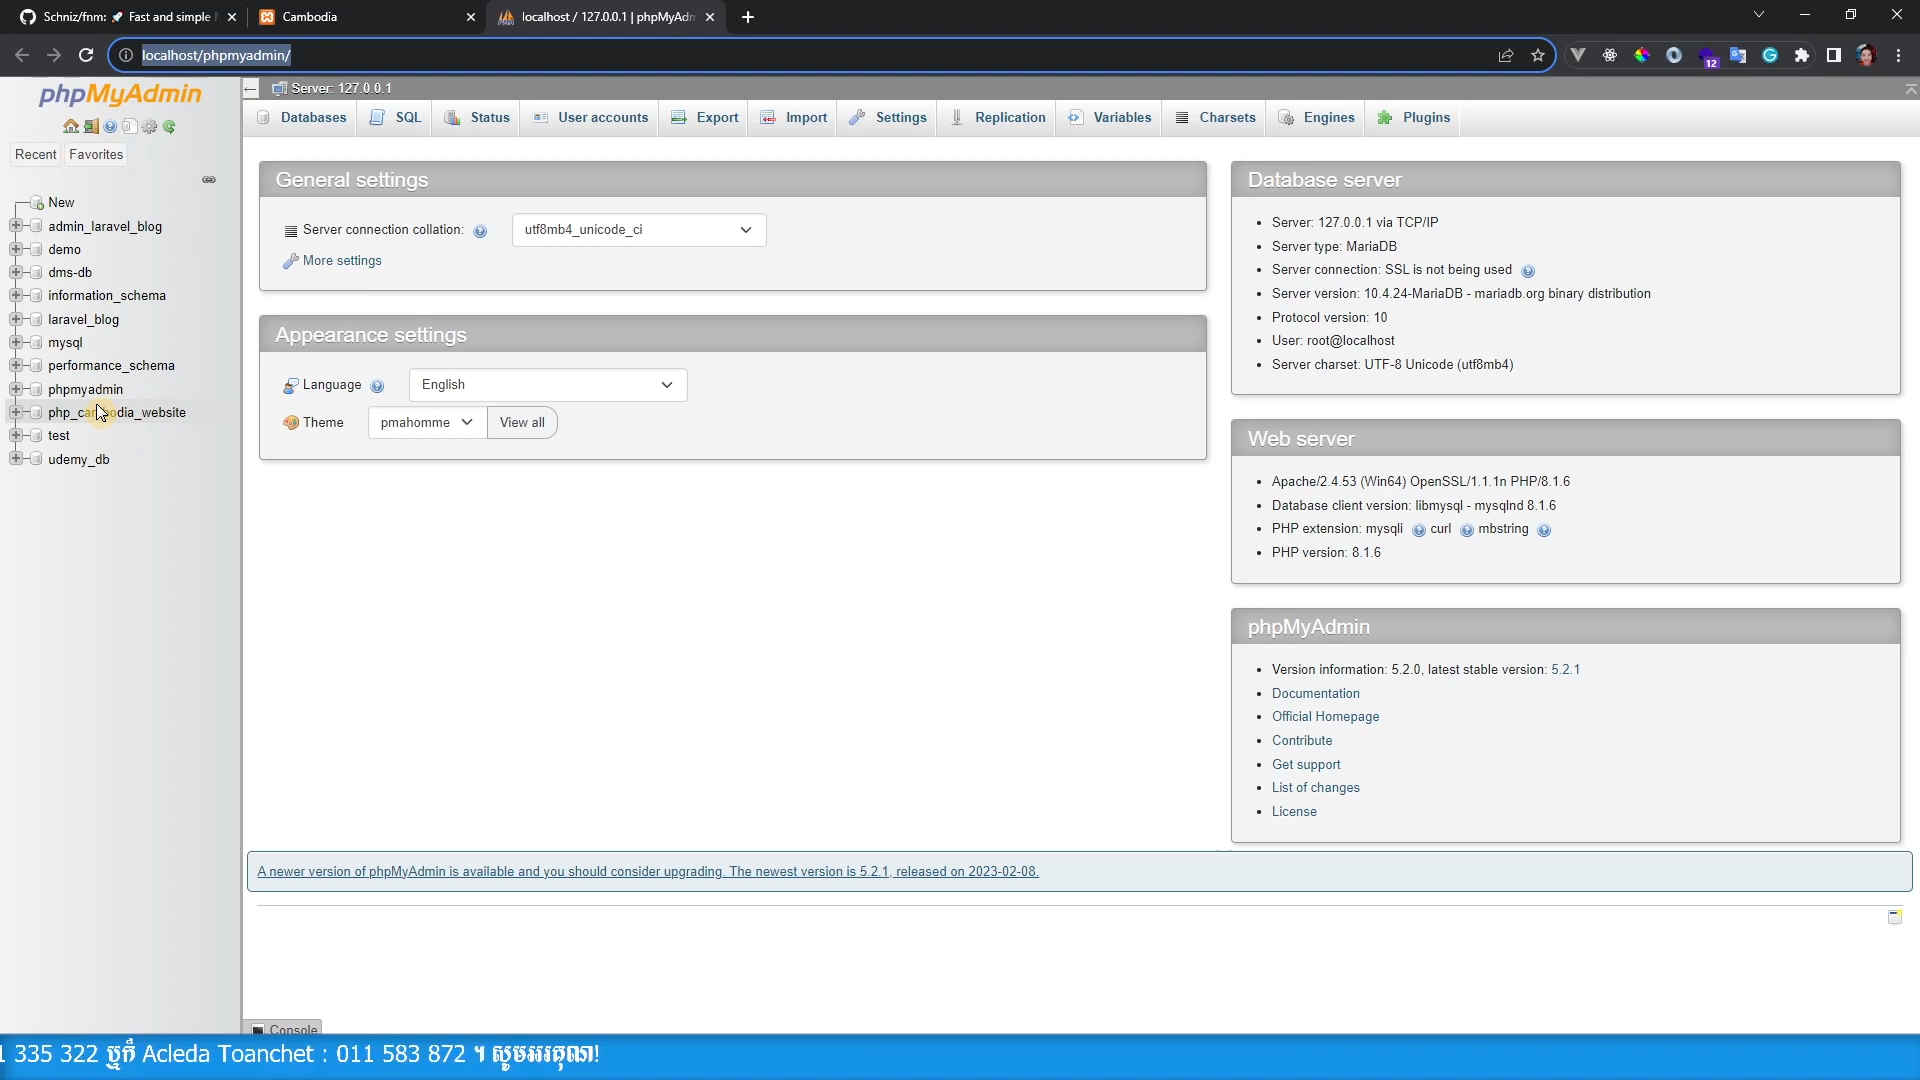 Schniz/fnm: 🚀 Fast and simple
Cambodia
localhost / 127.0.0.1 | phpMyAdm
localhost/phpmyadmin/
12
phpMyAdmin
Server: 127.0.0.1
Databases
SQL
Status
User accounts
Export
Import
Settings
Replication
Variables
Charsets
Engines
Plugins
Recent
Favorites
New
admin_laravel_blog
demo
dms-db
information_schema
laravel_blog
mysql
performance_schema
phpmyadmin
php_cambodia_website
test
udemy_db
General settings
Server connection collation:
utf8mb4_unicode_ci
More settings
Appearance settings
Language
English
Theme
pmahomme
View all
Database server
Server: 127.0.0.1 via TCP/IP
Server type: MariaDB
Server connection: SSL is not being used
Server version: 10.4.24-MariaDB - mariadb.org binary distribution
Protocol version: 10
User: root@localhost
Server charset: UTF-8 Unicode (utf8mb4)
Web server
Apache/2.4.53 (Win64) OpenSSL/1.1.1n PHP/8.1.6
Database client version: libmysql - mysqlnd 8.1.6
PHP extension: mysqli curl mbstring
PHP version: 8.1.6
phpMyAdmin
Version information: 5.2.0, latest stable version: 5.2.1
Documentation
Official Homepage
Contribute
Get support
List of changes
License
A newer version of phpMyAdmin is available and you should consider upgrading. The newest version is 5.2.1, released on 2023-02-08.
Console
335 322 ឬក៏ Acleda Toanchet : 011 583 872 ។ សូមអរគុណ!